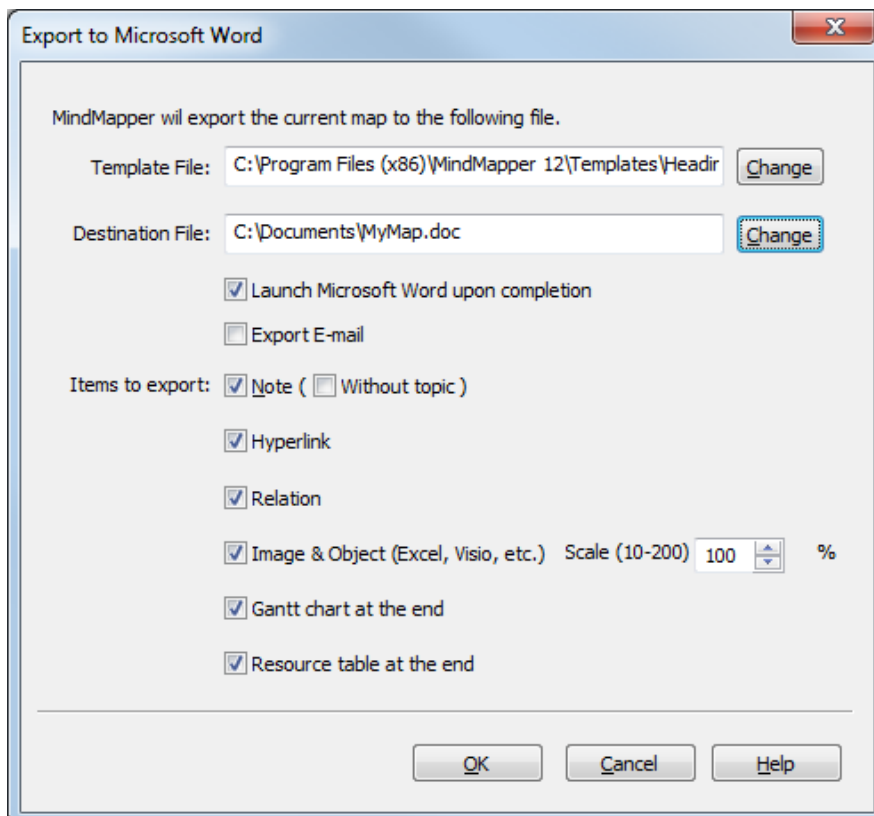 Export to Microsoft Word
MindMapper wil export the current map to the following file.
Template File: C:\Program Files (x86)\MindMapper 12\Templates\Headir Change
Destination File: C:\Documents\MyMap.doc Change
Launch Microsoft Word upon completion
Export E-mail
Items to export: Note ( Without topic )
Hyperlink
Relation
Image & Object (Excel, Visio, etc.) Scale (10-200) 100 %
Gantt chart at the end
Resource table at the end
OK Cancel Help